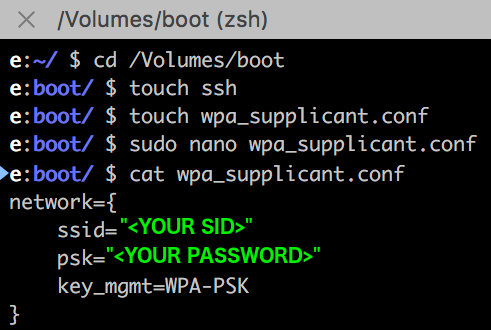 /Volumes/boot (zsh)
e:~/ $ cd /Volumes/boot
e:boot/ $ touch ssh
e:boot/ $ touch wpa_supplicant.conf
e:boot/ $ sudo nano wpa_supplicant.conf
e:boot/ $ cat wpa_supplicant.conf
network={
    ssid="<YOUR SID>"
    psk="<YOUR PASSWORD>"
    key_mgmt=WPA-PSK
}